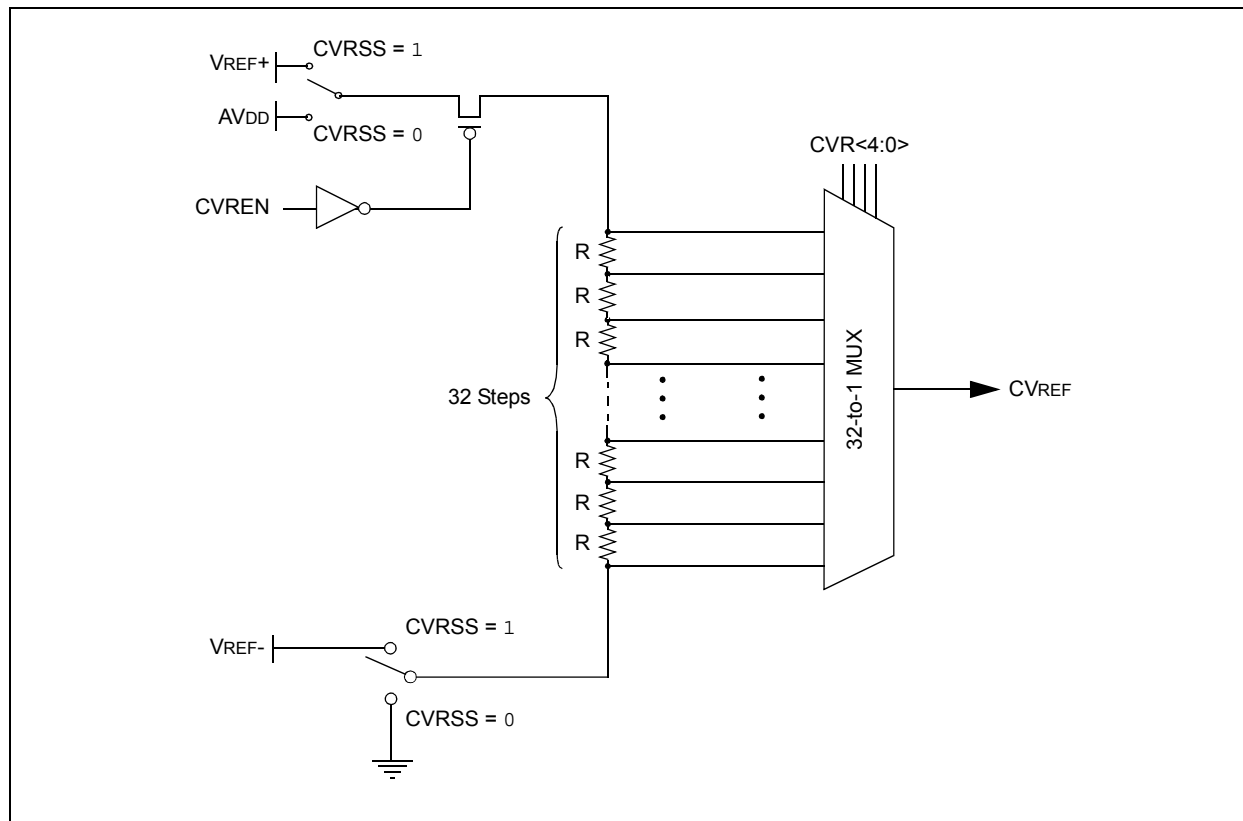 CVRSS = 1
VREF+
AVDD
CVRSS = 0
CVR<4:0>
CVREN
R
R
R
32 Steps
32-to-1 MUX
CVREF
R
R
R
CVRSS = 1
VREF-
CVRSS = 0